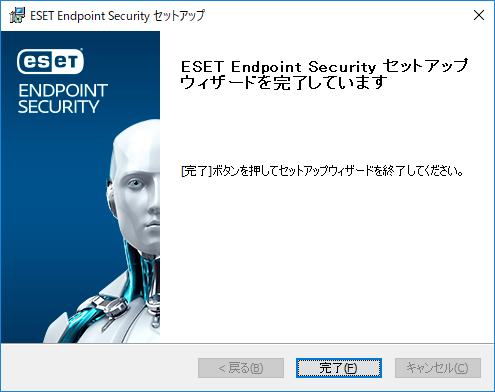 ESET Endpoint Security セットアップ
eset
ENDPOINT
SECURITY
ESET Endpoint Security セットアップ
ウィザードを完了しています
[完了]ボタンを押してセットアップウィザードを終了してください。
< 戻る(B)
完了(F)
キャンセル(C)